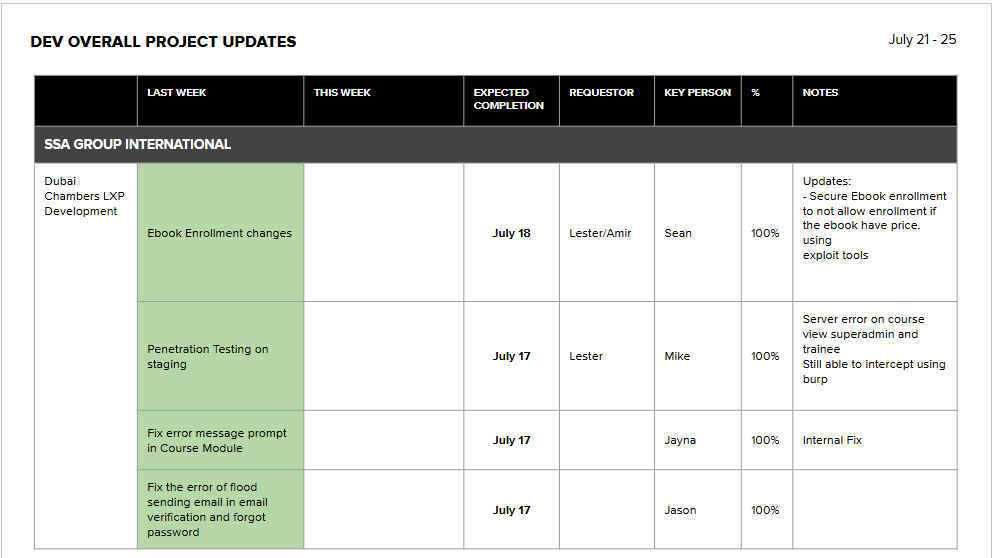 DEV OVERALL PROJECT UPDATES
July 21 - 25
LAST WEEK
THIS WEEK
EXPECTED
COMPLETION
REQUESTOR
KEY PERSON
%
NOTES
SSA GROUP INTERNATIONAL
Dubai
Chambers LXP
Development
Ebook Enrollment changes
July 18
Lester/Amir
Sean
100%
Updates:
- Secure Ebook enrollment
to not allow enrollment if
the ebook have price.
using
exploit tools
Penetration Testing on
staging
July 17
Lester
Mike
100%
Server error on course
view superadmin and
trainee
Still able to intercept using
burp
Fix error message prompt
in Course Module
July 17
Jayna
100%
Internal Fix
Fix the error of flood
sending email in email
verification and forgot
password
July 17
Jason
100%